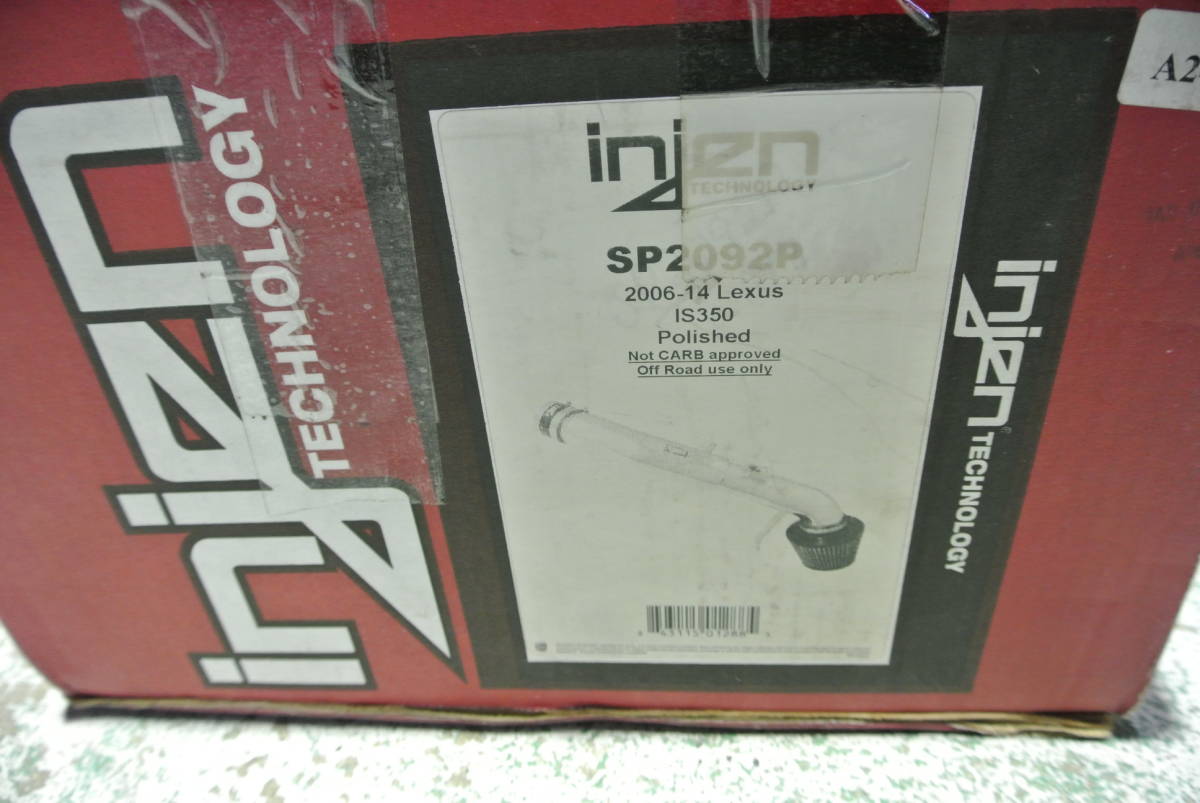 injen
TECHNOLOGY
injen
TECHNOLOGY
SP2092P
2006-14 Lexus
IS350
Polished
Not CARB approved
Off Road use only
injen
TECHNOLOGY
A2